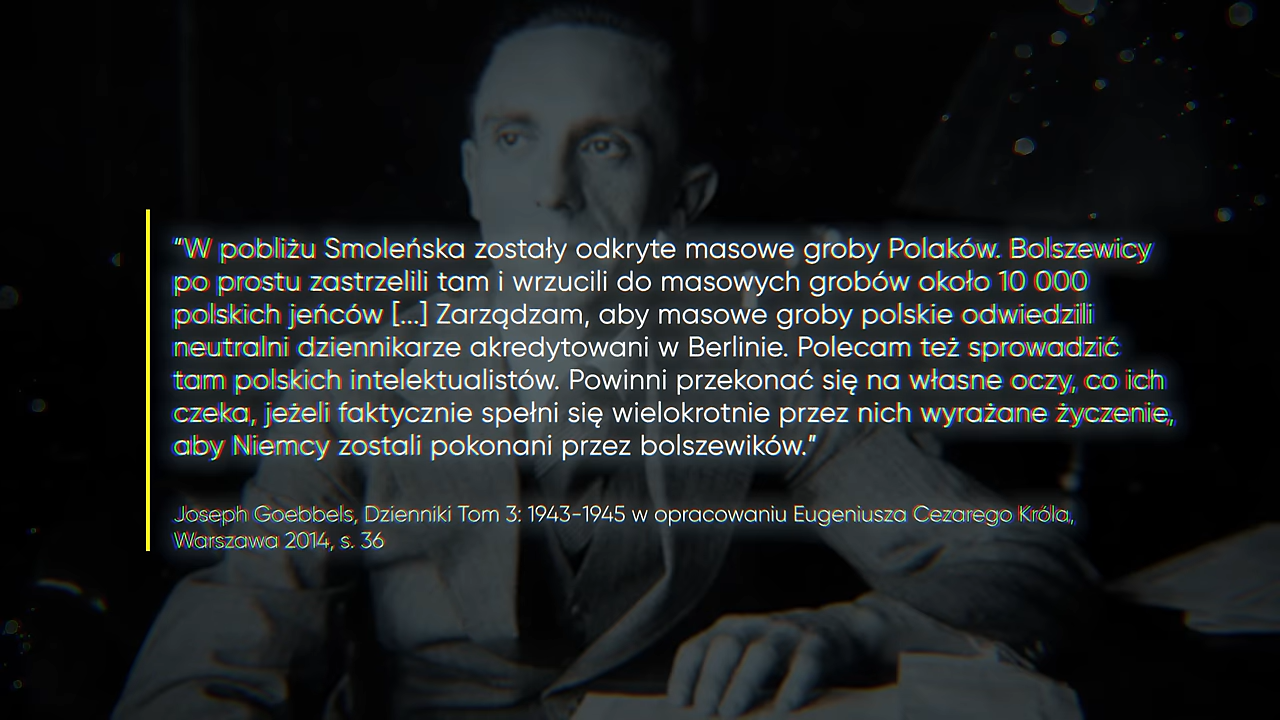 “W pobliżu Smoleńska zostały odkryte masowe groby Polaków. Bolszewicy
po prostu zastrzelili tam i wrzucili do masowych grobów około 10 000
polskich jeńców [...] Zarządzam, aby masowe groby polskie odwiedzili
neutralni dziennikarze akredytowani w Berlinie. Polecam też sprowadzić
tam polskich intelektualistów. Powinni przekonać się na własne oczy, co ich
czeka, jeżeli faktycznie spełni się wielokrotnie przez nich wyrażane życzenie,
aby Niemcy zostali pokonani przez bolszewików.”
Joseph Goebbels, Dzienniki Tom 3: 1943-1945 w opracowaniu Eugeniusza Cezarego Króla,
Warszawa 2014, s. 36